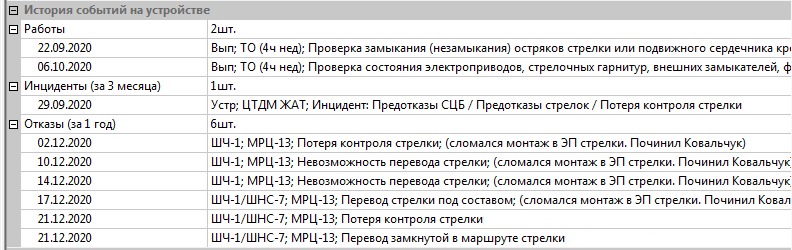 История событий на устройстве
Работы 2шт.
22.09.2020 Вып; ТО (4ч нед); Проверка замыкания (незамыкания) остряков стрелки или подвижного сердечника
06.10.2020 Вып; ТО (4ч нед); Проверка состояния электроприводов, стрелочных гарнитур, внешних замыкателей,
Инциденты (за 3 месяца) 1шт.
29.09.2020 Устр; ЦТДМ ЖАТ; Инцидент: Предотказы СЦБ / Предотказы стрелок / Потеря контроля стрелки
Отказы (за 1 год) 6шт.
02.12.2020 ШЧ-1; МРЦ-13; Потеря контроля стрелки; (сломался монтаж в ЭП стрелки. Починил Ковальчук)
10.12.2020 ШЧ-1; МРЦ-13; Невозможность перевода стрелки; (сломался монтаж в ЭП стрелки. Починил Ковальчук)
14.12.2020 ШЧ-1; МРЦ-13; Невозможность перевода стрелки; (сломался монтаж в ЭП стрелки. Починил Ковальчук)
17.12.2020 ШЧ-1/ШНС-7; МРЦ-13; Перевод стрелки под составом; (сломался монтаж в ЭП стрелки. Починил
21.12.2020 ШЧ-1/ШНС-7; МРЦ-13; Потеря контроля стрелки
21.12.2020 ШЧ-1/ШНС-7; МРЦ-13; Перевод замкнутой в маршруте стрелки